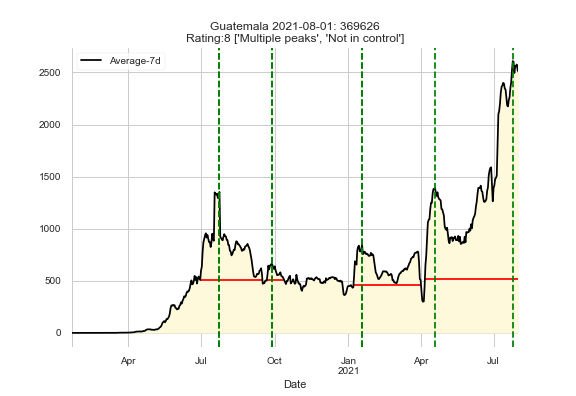 Guatemala 2021-08-01: 369626
Rating:8 ['Multiple peaks', 'Not in control']
Average-7d
2500
2000
1500
1000
500
0
Apr Jul Oct Jan Apr Jul
2021
Date